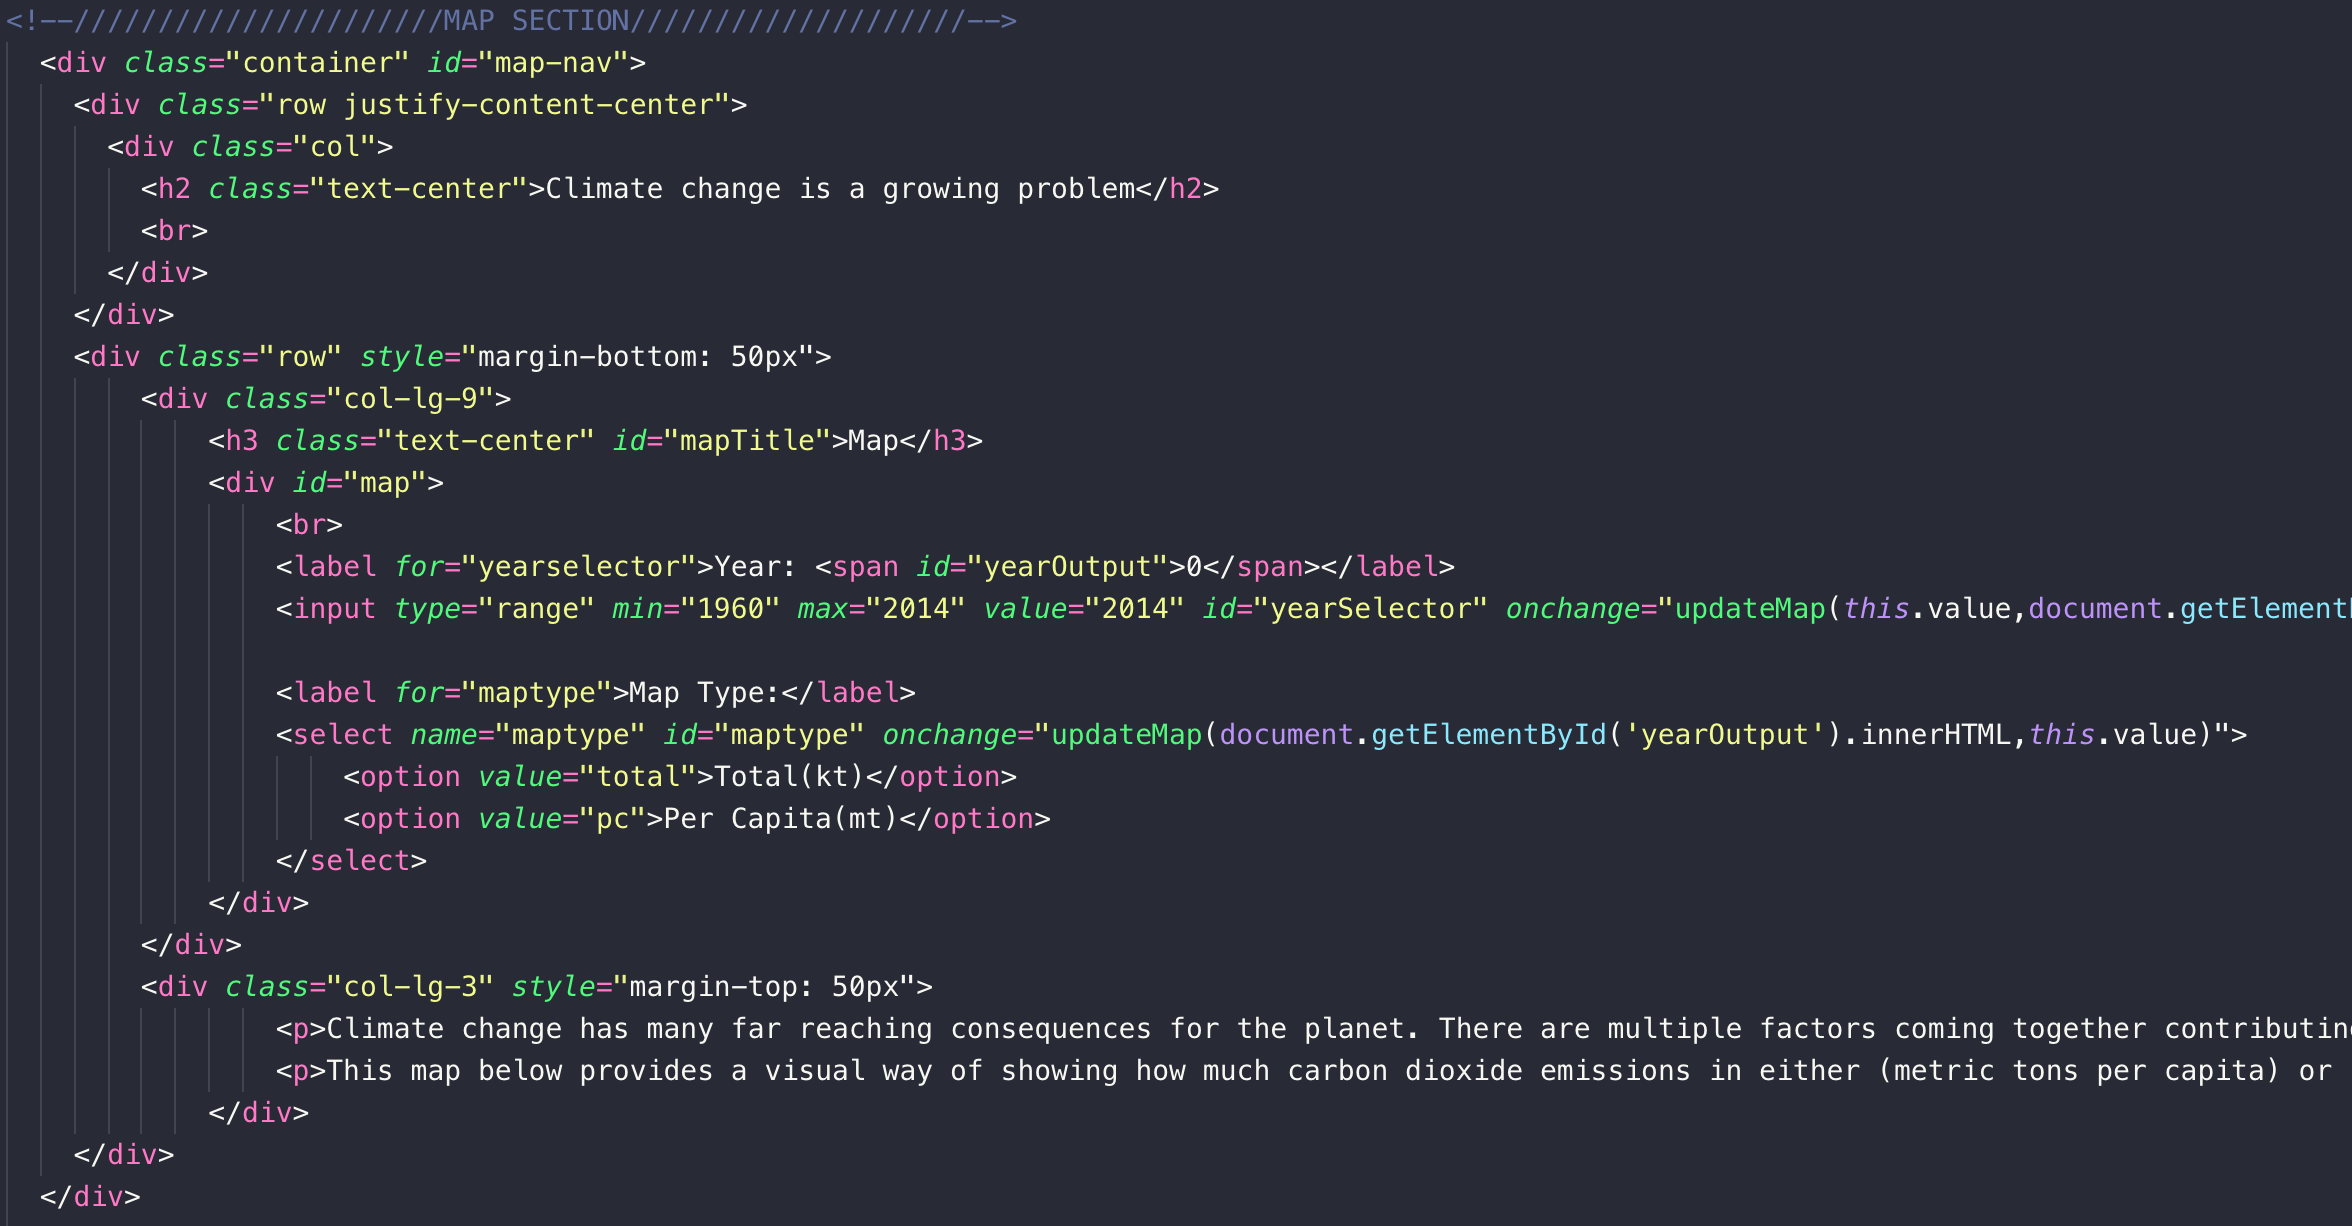 <!--//////////////////////MAP SECTION////////////////////-->
<div class="container" id="map-nav">
<div class="row justify-content-center">
<div class="col">
<h2 class="text-center">Climate change is a growing problem</h2>
<br>
</div>
</div>
<div class="row" style="margin-bottom: 50px">
<div class="col-lg-9">
<h3 class="text-center" id="mapTitle">Map</h3>
<div id="map">
<br>
<label for="yearselector">Year: <span id="yearOutput">0</span></label>
<input type="range" min="1960" max="2014" value="2014" id="yearSelector" onchange="updateMap(this.value,document.getElement
<label for="maptype">Map Type:</label>
<select name="maptype" id="maptype" onchange="updateMap(document.getElementById('yearOutput').innerHTML,this.value)">
<option value="total">Total(kt)</option>
<option value="pc">Per Capita(mt)</option>
</select>
</div>
</div>
<div class="col-lg-3" style="margin-top: 50px">
<p>Climate change has many far reaching consequences for the planet. There are multiple factors coming together contributin
<p>This map below provides a visual way of showing how much carbon dioxide emissions in either (metric tons per capita) or
</div>
</div>
</div>